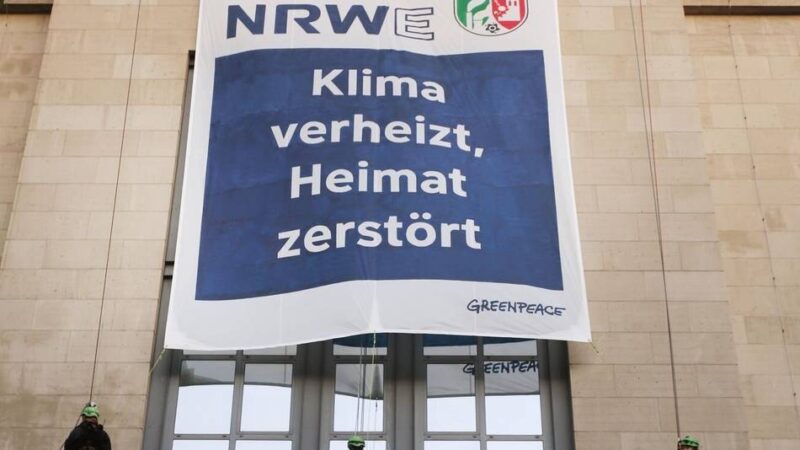 NRWE
Klima
verheizt,
Heimat
zerstört
GREENPEACE
GREENPEACE